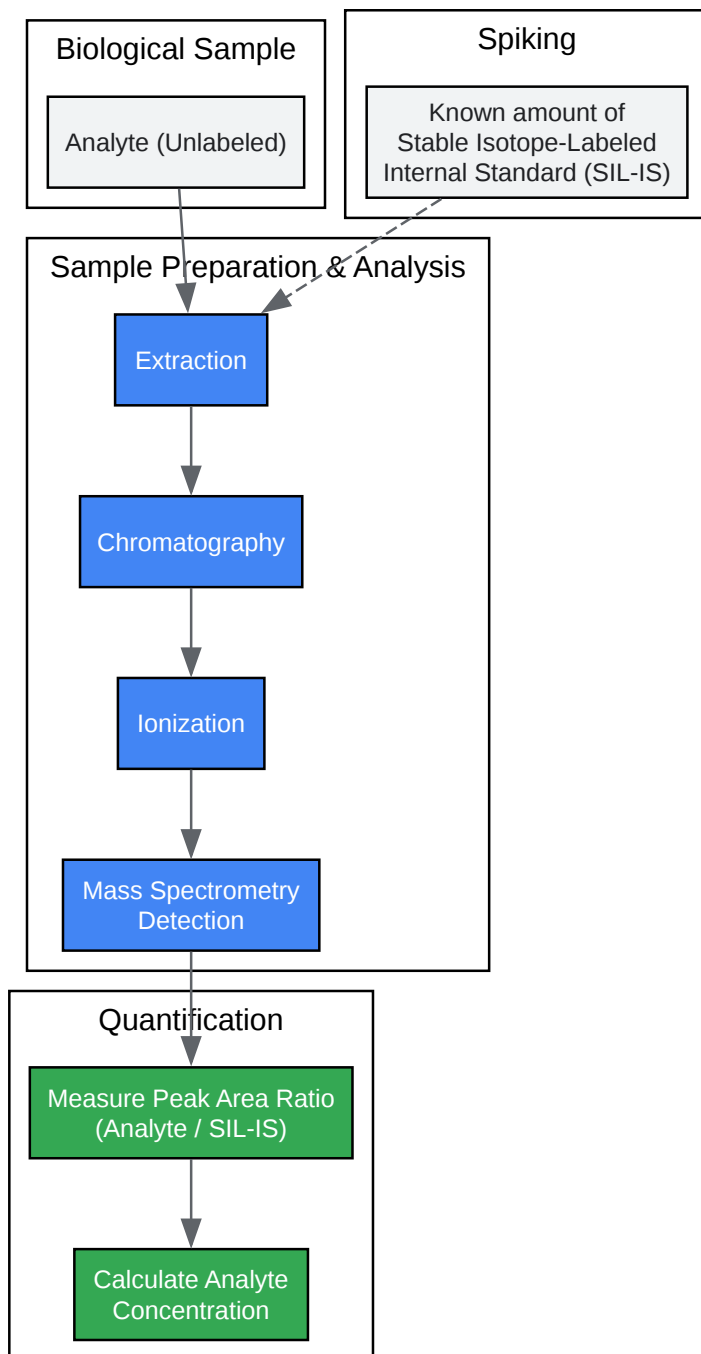 Biological Sample
Analyte (Unlabeled)
Spiking
Known amount of
Stable Isotope-Labeled
Internal Standard (SIL-IS)
Sample Preparation & Analysis
Extraction
Chromatography
Ionization
Mass Spectrometry
Detection
Quantification
Measure Peak Area Ratio
(Analyte / SIL-IS)
Calculate Analyte
Concentration